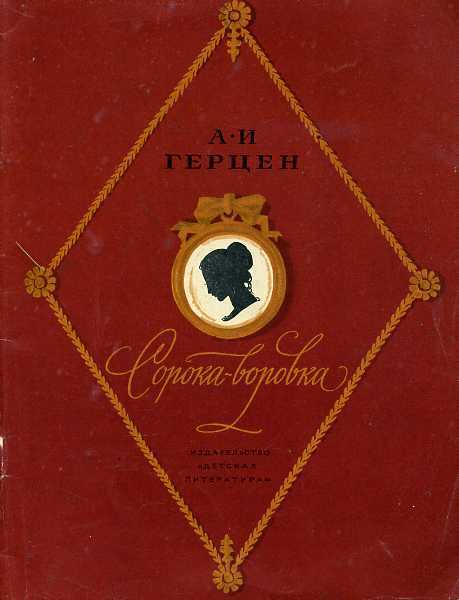 А·И
ГЕРЦЕН
Сорока-воровка
ИЗДАТЕЛЬСТВО
«ДЕТСКАЯ
ЛИТЕРАТУРА»